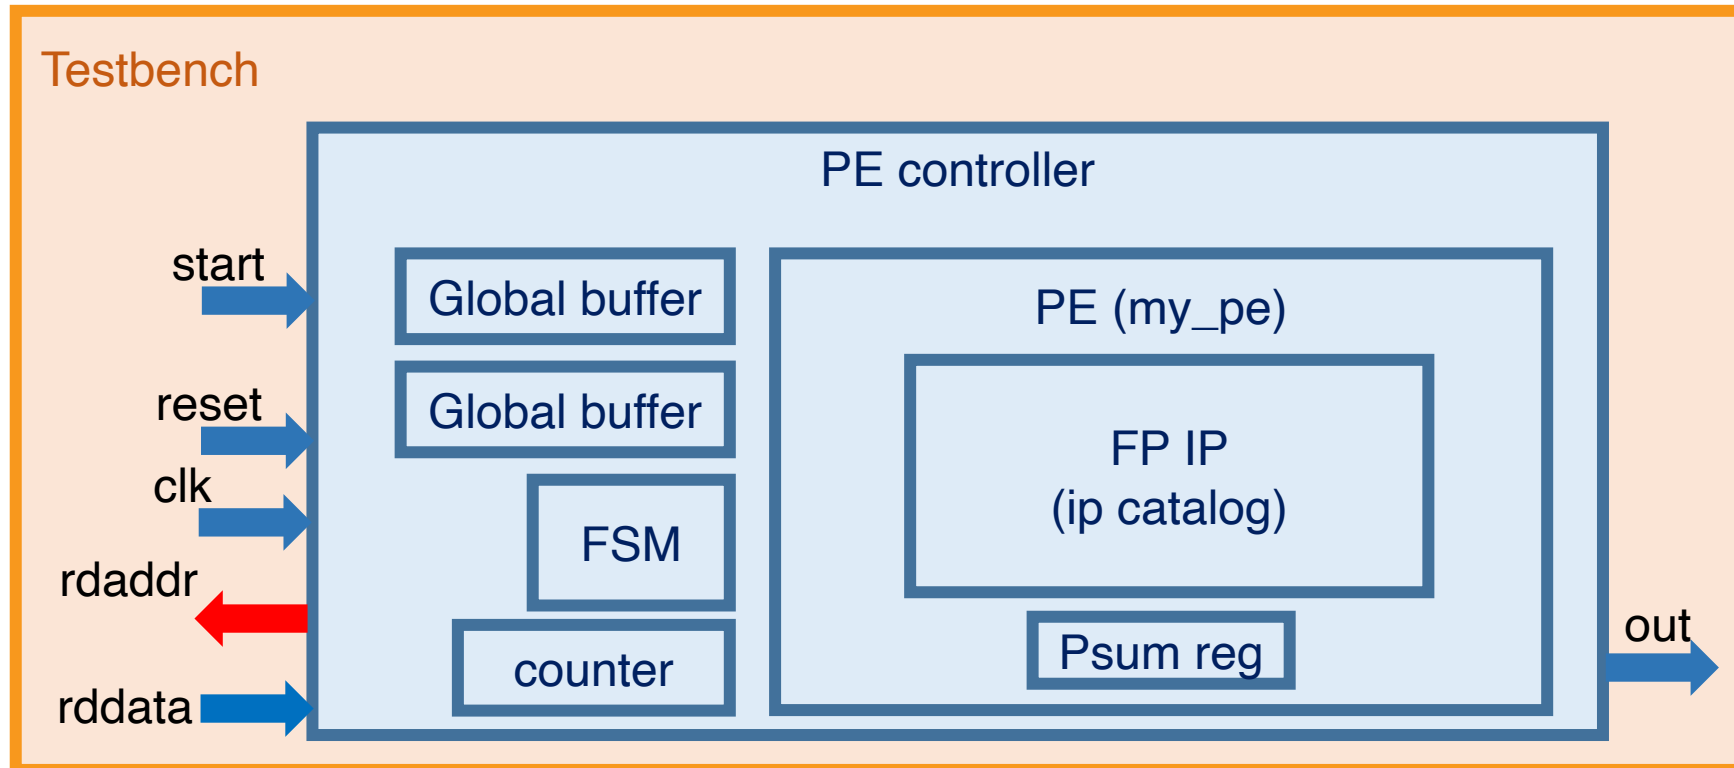 Testbench
PE controller
start
Global buffer
PE (my_pe)
reset
Global buffer
FP IP
(ip catalog)
clk
FSM
rdaddr
counter
Psum reg
out
rddata